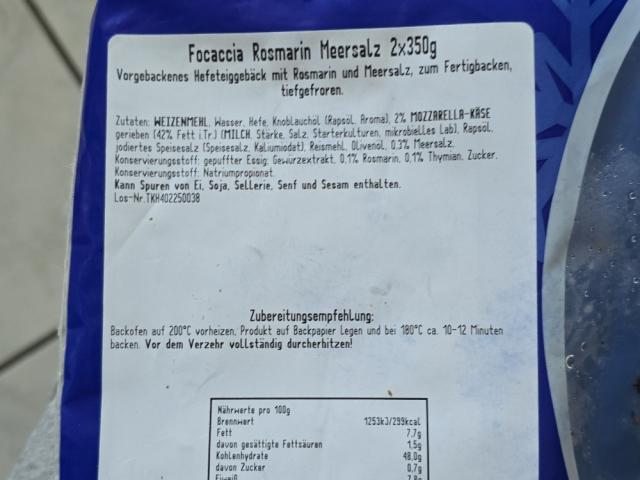 Focaccia Rosmarin Meersalz 2x350g
Vorgebackenes Hefeteiggebäck mit Rosmarin und Meersalz, zum Fertigbacken,
tiefgefroren.
Zutaten: WEIZENMEHL, Wasser, Hefe, Knoblauchöl (Rapsöl, Aroma), 2% MOZZARELLA-KÄSE
gerieben (42% Fett i.Tr.) (MILCH, Stärke, Salz, Starterkulturen, mikrobielles Lab), Rapsöl,
jodiertes Speisesalz (Speisesalz, Kaliumjodat), Reismehl, Olivenöl, 0,3% Meersalz,
Konservierungsstoff: gepuffter Essig; Gewürzextrakt, 0,1% Rosmarin, 0,1% Thymian, Zucker,
Konservierungsstoff: Natriumpropionat.
Kann Spuren von Ei, Soja, Sellerie, Senf und Sesam enthalten.
Los-Nr.TKH402250038
Zubereitungsempfehlung:
Backofen auf 200°C vorheizen, Produkt auf Backpapier legen und bei 180°C ca. 10-12 Minuten
backen. Vor dem Verzehr vollständig durcherhitzen!
Nährwerte pro 100g
Brennwert 1253kJ/299kcal
Fett 7,7g
davon gesättigte Fettsäuren 1,5g
Kohlenhydrate 48,0g
davon Zucker 0,7g
Eiweiß